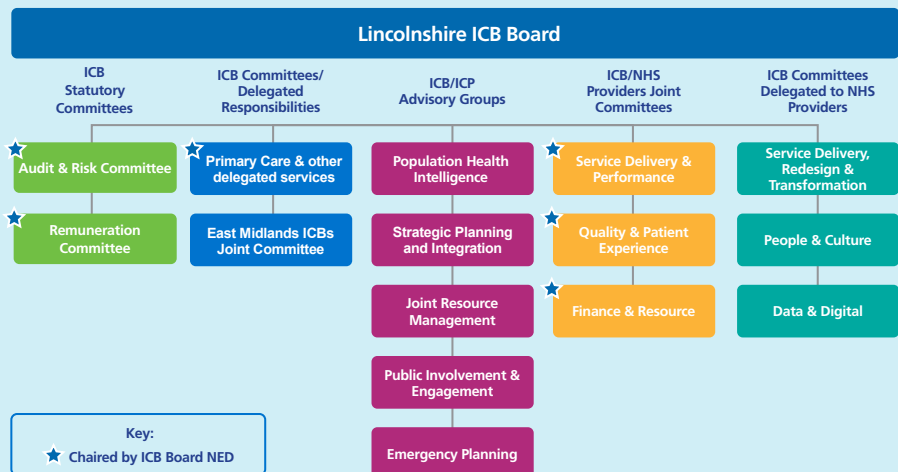 Lincolnshire ICB Board
ICB
Statutory
Committees
Audit & Risk Committee
Remuneration
Committee
ICB Committees/
Delegated
Responsibilities
Primary Care & other
delegated services
East Midlands ICBs
Joint Committee
ICB/ICP
Advisory Groups
Population Health
Intelligence
Strategic Planning
and Integration
Joint Resource
Management
Public Involvement &
Engagement
Emergency Planning
ICB/NHS
Providers Joint
Committees
Service Delivery &
Performance
Quality & Patient
Experience
Finance & Resource
ICB Committees
Delegated to NHS
Providers
Service Delivery,
Redesign &
Transformation
People & Culture
Data & Digital
Key:
Chaired by ICB Board NED